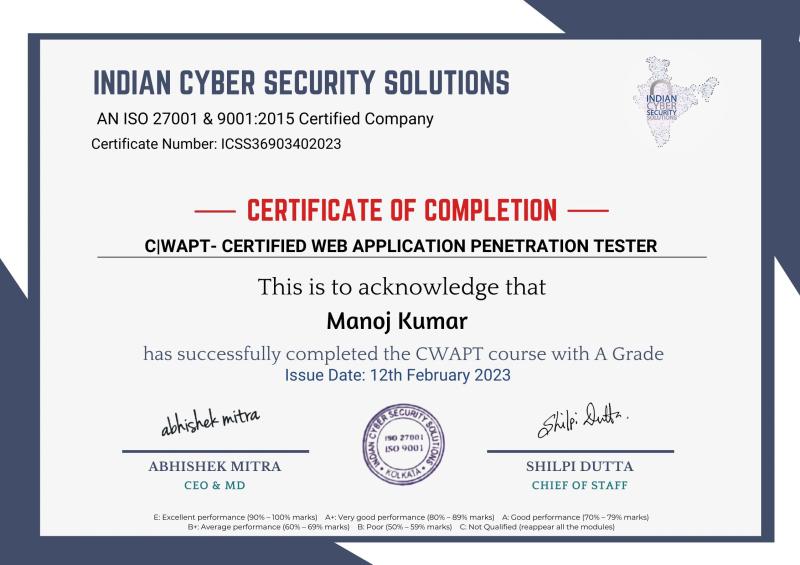 INDIAN CYBER SECURITY SOLUTIONS
AN ISO 27001 & 9001:2015 Certified Company
Certificate Number: ICSS36903402023
INDIAN
CYBER
SECURITY
SOLUTIONS
CERTIFICATE OF COMPLETION
C|WAPT- CERTIFIED WEB APPLICATION PENETRATION TESTER
This is to acknowledge that
Manoj Kumar
has successfully completed the CWAPT course with A Grade
Issue Date: 12th February 2023
abhishek mitra
ABHISHEK MITRA
CEO & MD
INDIAN CYBER SECURITY SOLUTIONS
ISO 27001
ISO 9001
KOLKATA
Shilpi Dutta.
SHILPI DUTTA
CHIEF OF STAFF
E: Excellent performance (90% – 100% marks) A+: Very good performance (80% – 89% marks) A: Good performance (70% – 79% marks)
B+: Average performance (60% – 69% marks) B: Poor (50% – 59% marks) C: Not Qualified (reappear all the modules)